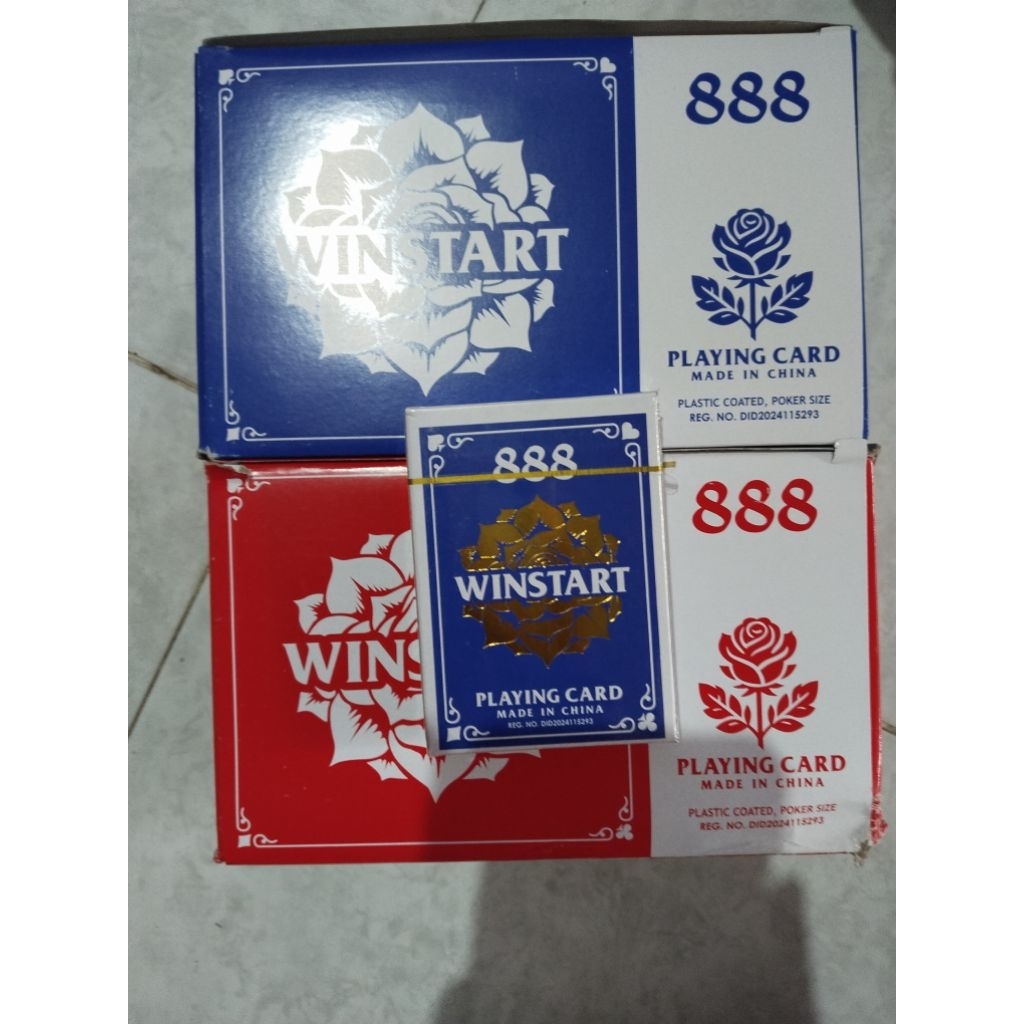 888
WINSTART
PLAYING CARD
MADE IN CHINA
PLASTIC COATED, POKER SIZE
REG. NO. DID2024115293
888
WINSTART
PLAYING CARD
MADE IN CHINA
REG. NO. DID2024115293
888
WINS
PLAYING CARD
MADE IN CHINA
PLASTIC COATED, POKER SIZE
REG. NO. DID2024115293